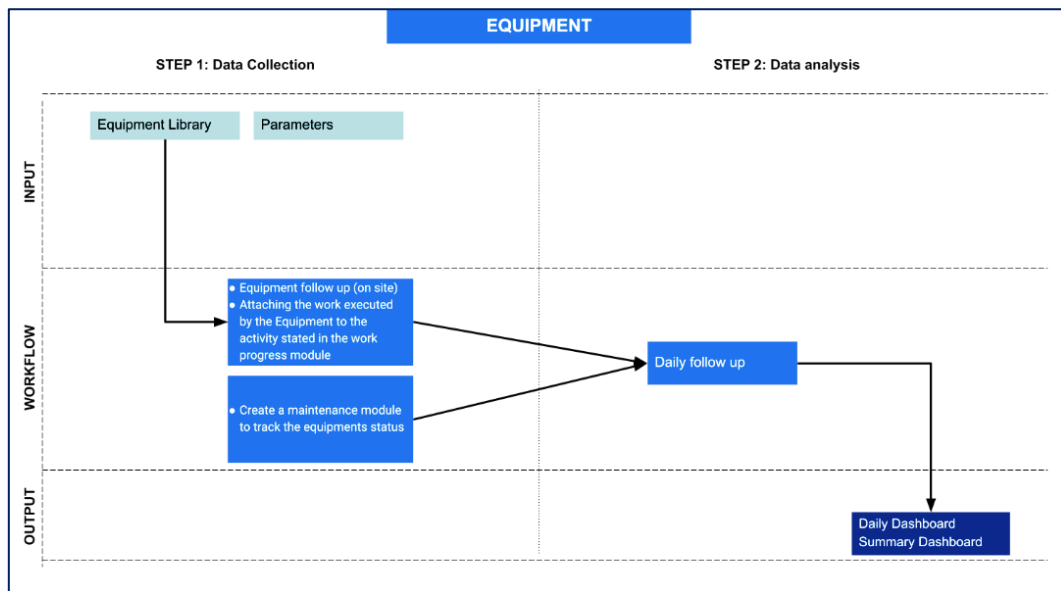 EQUIPMENT
STEP 1: Data Collection
STEP 2: Data analysis
INPUT
Equipment Library
Parameters
WORKFLOW
● Equipment follow up (on site)
● Attaching the work executed
by the Equipment to the
activity stated in the work
progress module
● Create a maintenance module
to track the equipments status
Daily follow up
OUTPUT
Daily Dashboard
Summary Dashboard